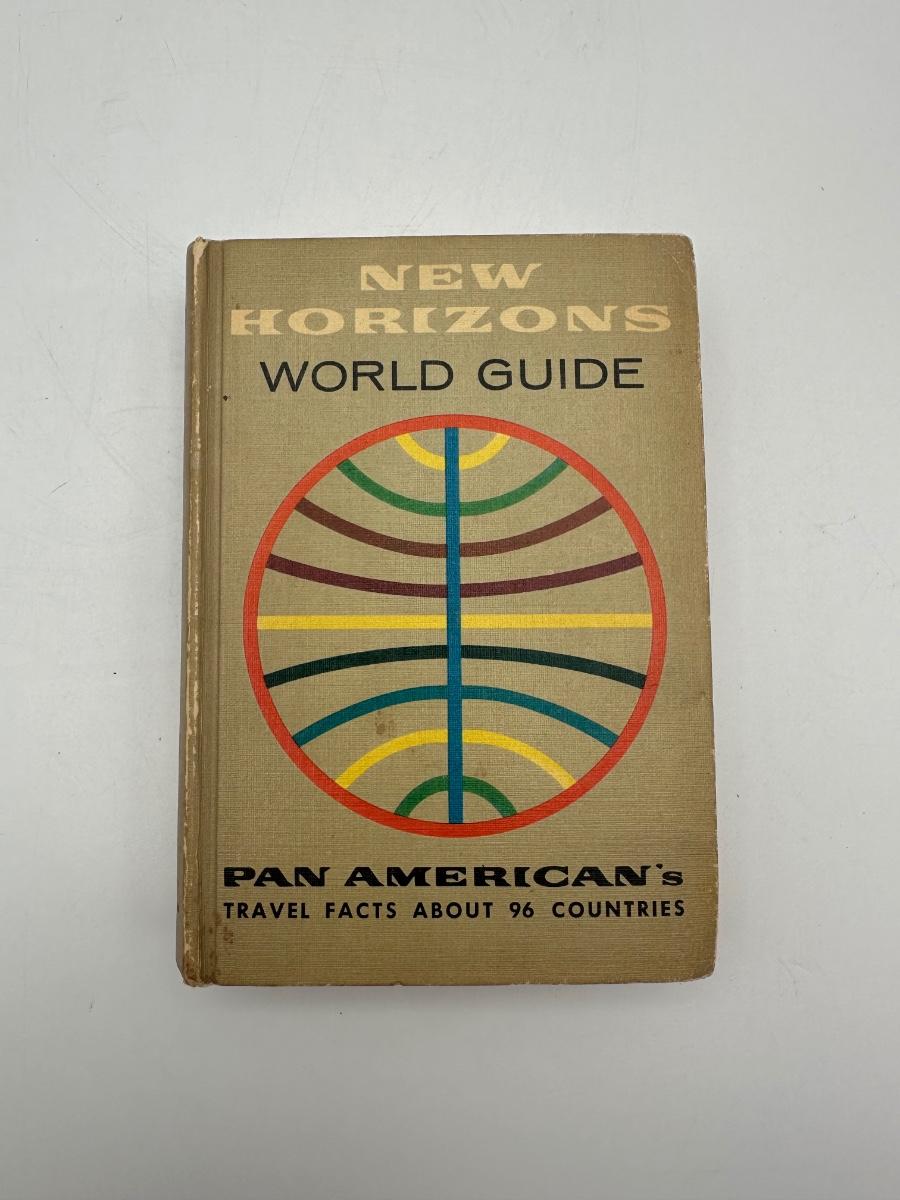 NEW
HORIZONS
WORLD GUIDE
PAN AMERICAN's
TRAVEL FACTS ABOUT 96 COUNTRIES